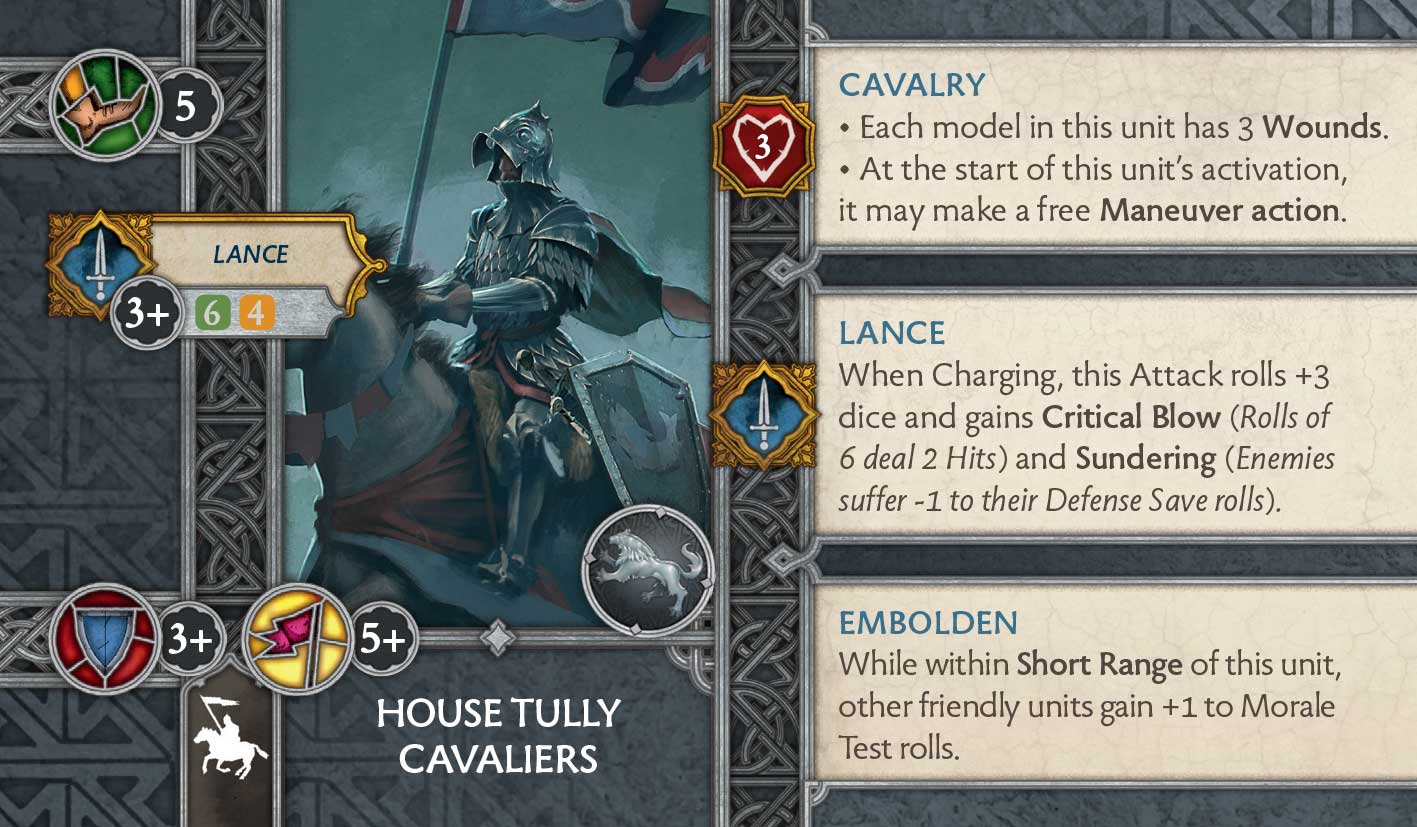 5
LANCE
3+ 6 4
3+
5+
HOUSE TULLY
CAVALIERS
3
CAVALRY
• Each model in this unit has 3 Wounds.
• At the start of this unit's activation,
it may make a free Maneuver action.
LANCE
When Charging, this Attack rolls +3
dice and gains Critical Blow (Rolls of
6 deal 2 Hits) and Sundering (Enemies
suffer -1 to their Defense Save rolls).
EMBOLDEN
While within Short Range of this unit,
other friendly units gain +1 to Morale
Test rolls.